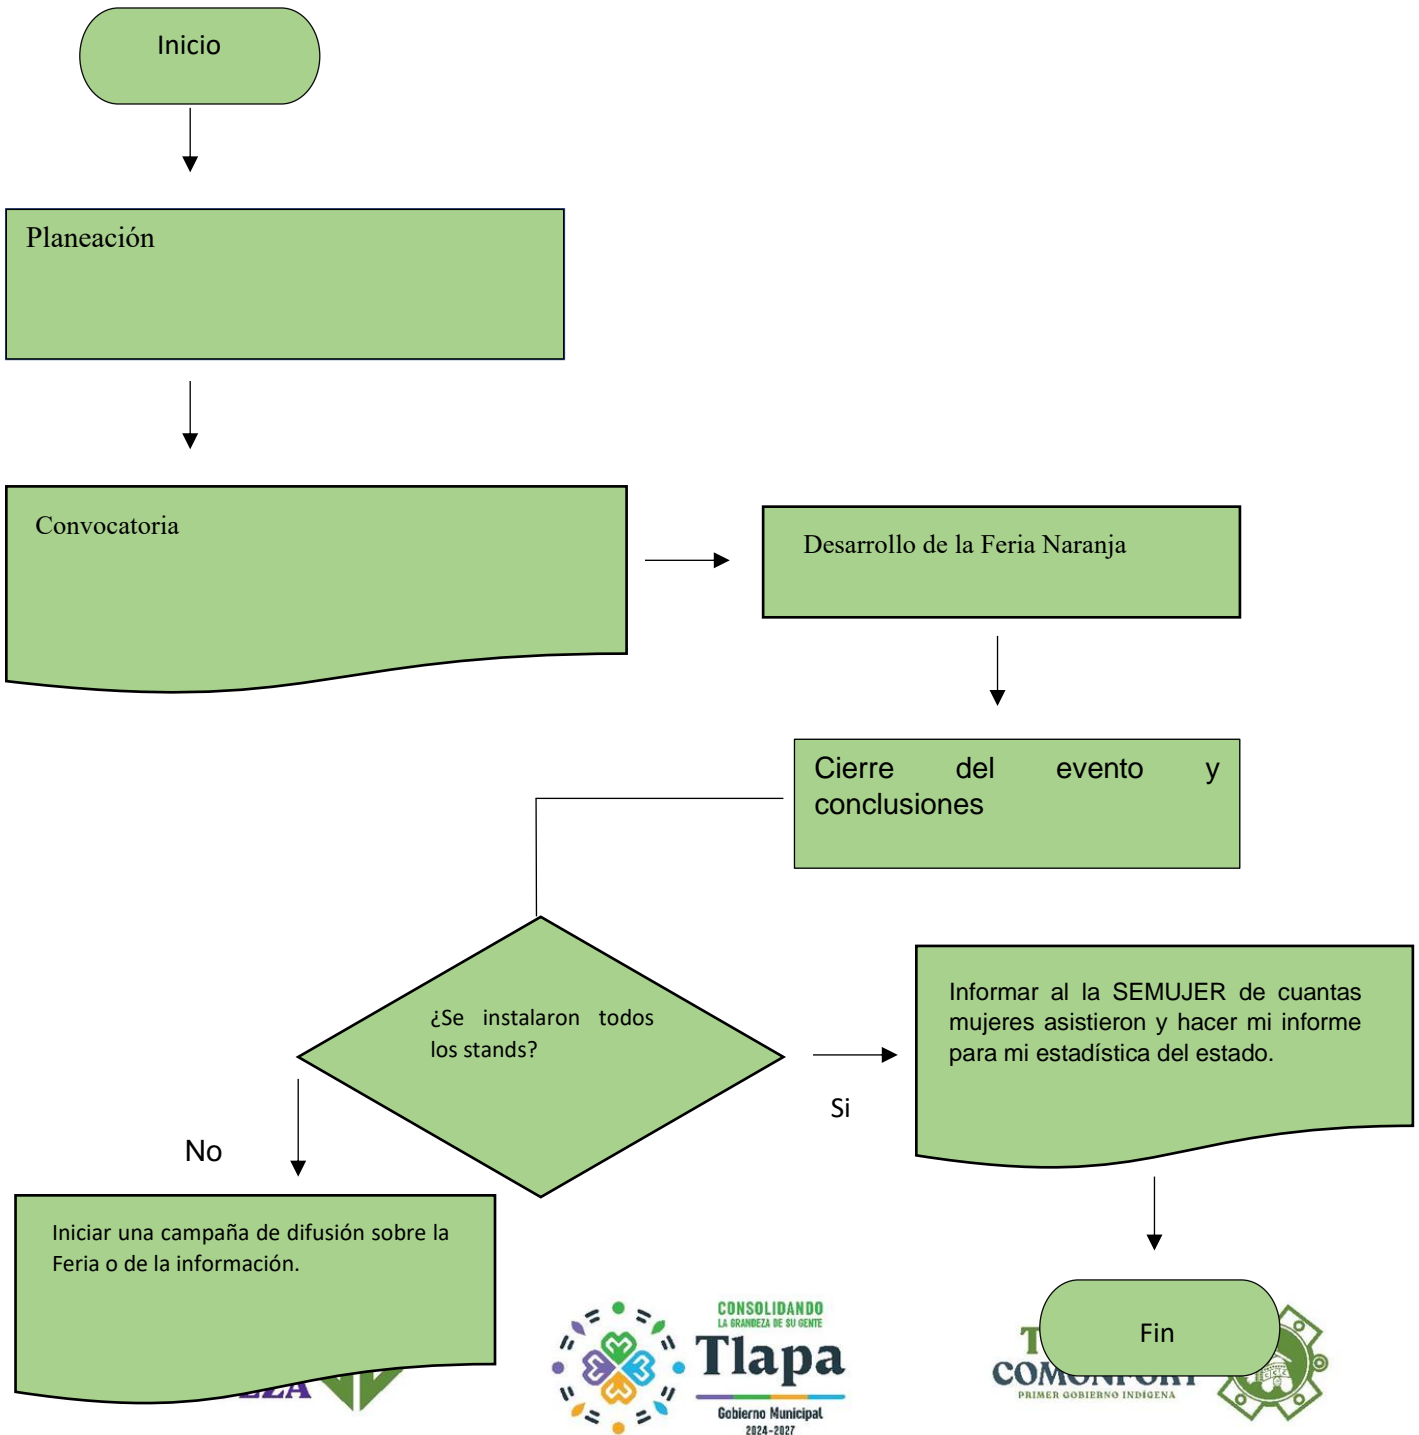 Inicio
Planeación
Convocatoria
Desarrollo de la Feria Naranja
Cierre del evento y
conclusiones
¿Se instalaron todos
los stands?
Informar al la SEMUJER de cuantas
mujeres asistieron y hacer mi informe
para mi estadística del estado.
Si
No
Iniciar una campaña de difusión sobre la
Feria o de la información.
Fin
CONSOLIDANDO
LA GRANDEZA DE SU GENTE
Tlapa
Gobierno Municipal
2024-2027
PRIMER GOBIERNO INDÍGENA